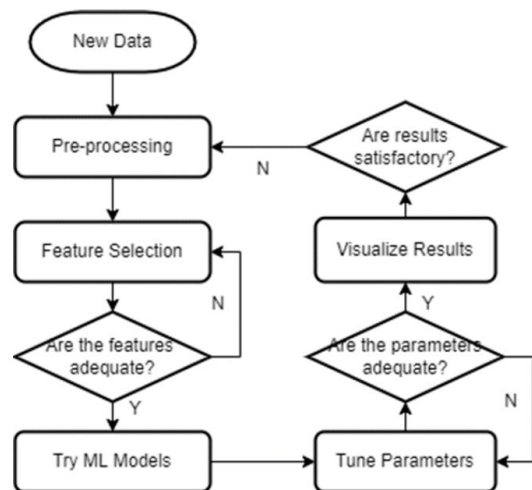 New Data
Pre-processing
Feature Selection
N
Are the features
adequate?
Y
Try ML Models
Are results
satisfactory?
N
Visualize Results
Y
Are the parameters
adequate?
N
Tune Parameters